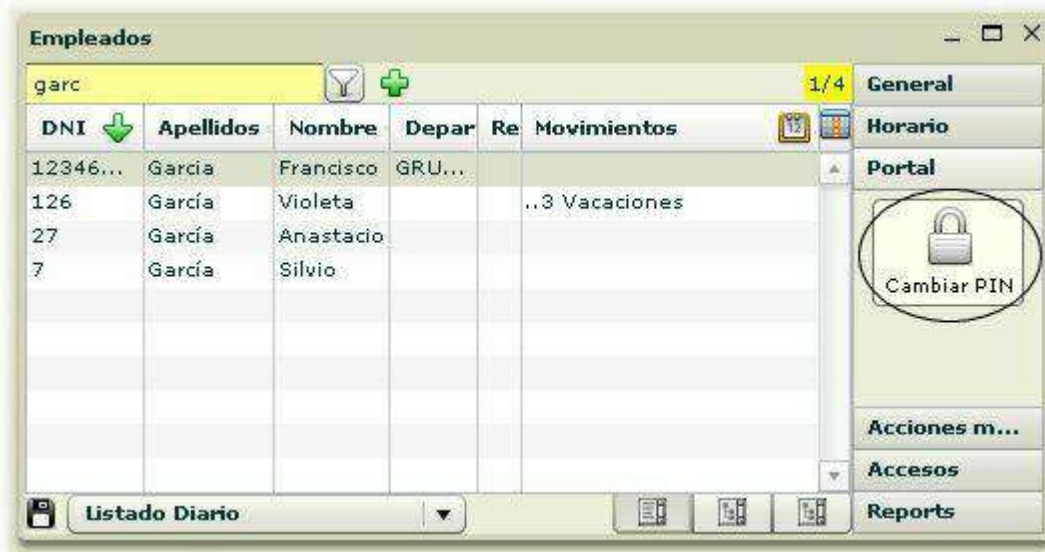 Empleados
garc 1/4
DNI Apellidos Nombre Depar Re Movimientos 12
12346... Garcia Francisco GRU...
126 García Violeta ..3 Vacaciones
27 García Anastacio
7 García Silvio
Listado Diario
General
Horario
Portal
Cambiar PIN
Acciones m...
Accesos
Reports